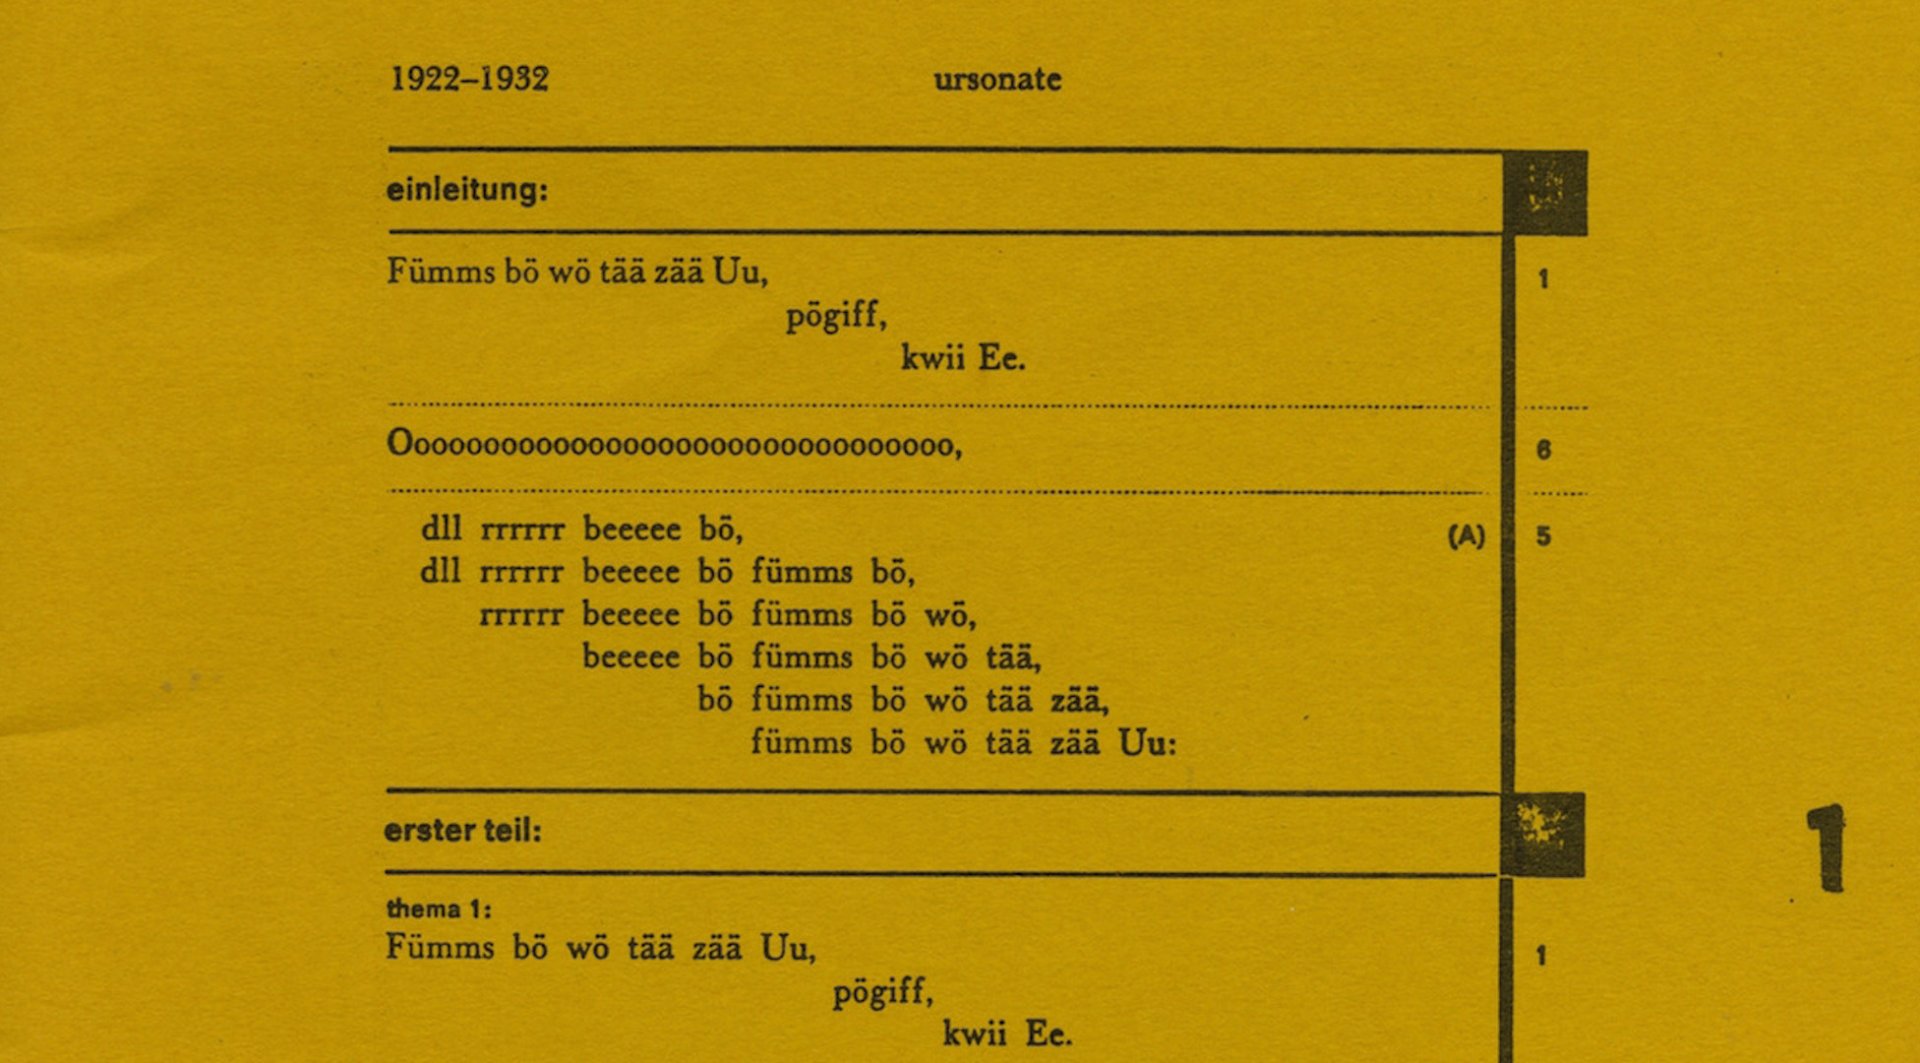 1922–1932 ursonate
einleitung:
Fümms bö wö tää zää Uu, 1
pögiff,
kwii Ee.
Oooooooooooooooooooooooooooooooo, 6
dll rrrrrr beeeee bö, (A) 5
dll rrrrrr beeeee bö fümms bö,
rrrrrr beeeee bö fümms bö wö,
beeeee bö fümms bö wö tää,
bö fümms bö wö tää zää,
fümms bö wö tää zää Uu:
erster teil: 1
thema 1:
Fümms bö wö tää zää Uu, 1
pögiff,
kwii Ee.